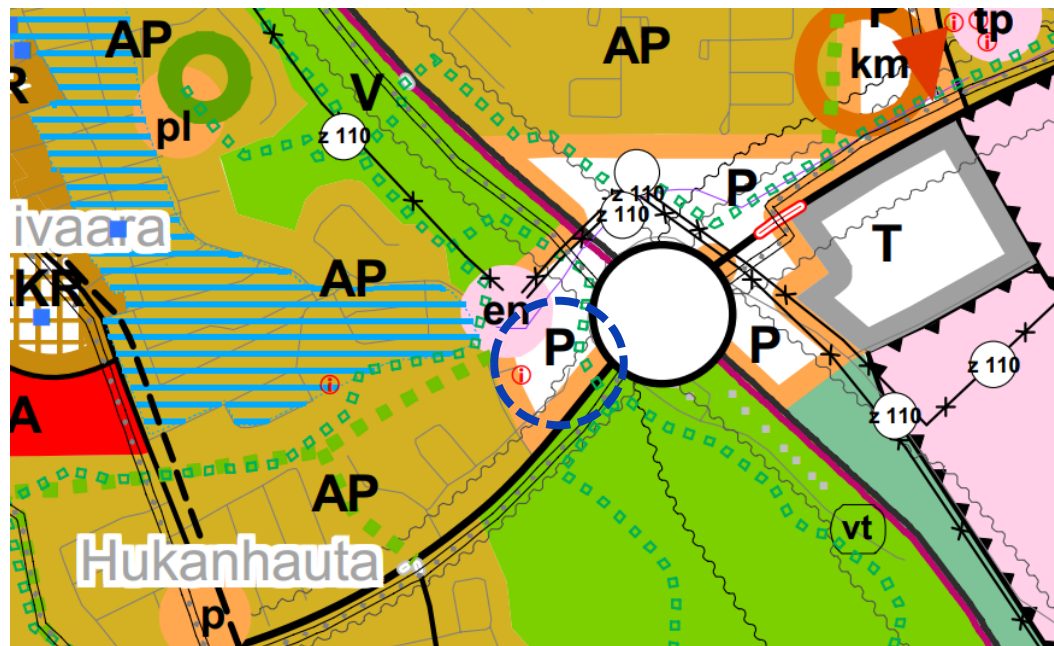 AP
AP
P
tp
i
i
i
km
R
V
pl
z 110
z 110
z 110
P
ivaara
T
AP
KR
en
P
P
z 110
i
i
A
z 110
AP
vt
Hukanhauta
p